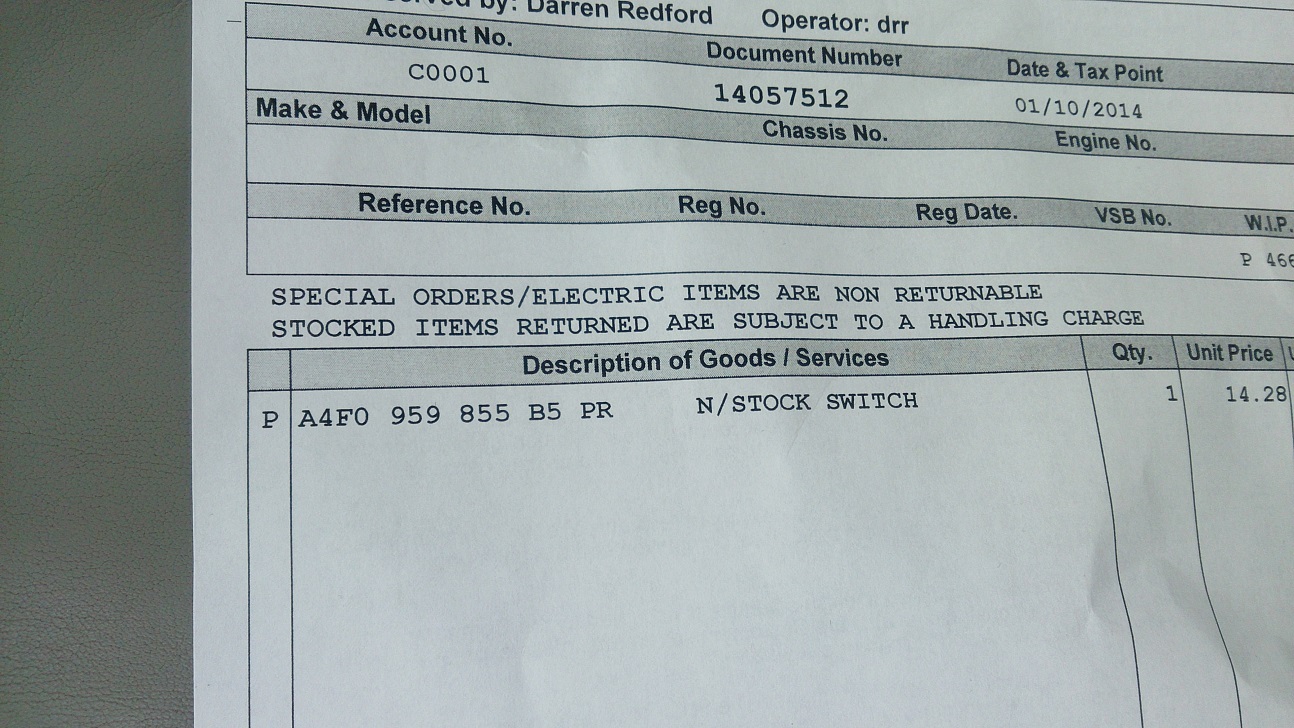 by: Darren Redford Operator: drr
Account No. Document Number Date & Tax Point
C0001 14057512 01/10/2014
Make & Model Chassis No. Engine No.
Reference No. Reg No. Reg Date. VSB No. W.I.P.
P 466
SPECIAL ORDERS/ELECTRIC ITEMS ARE NON RETURNABLE
STOCKED ITEMS RETURNED ARE SUBJECT TO A HANDLING CHARGE
Description of Goods / Services Qty. Unit Price
P A4F0 959 855 B5 PR N/STOCK SWITCH 1 14.28